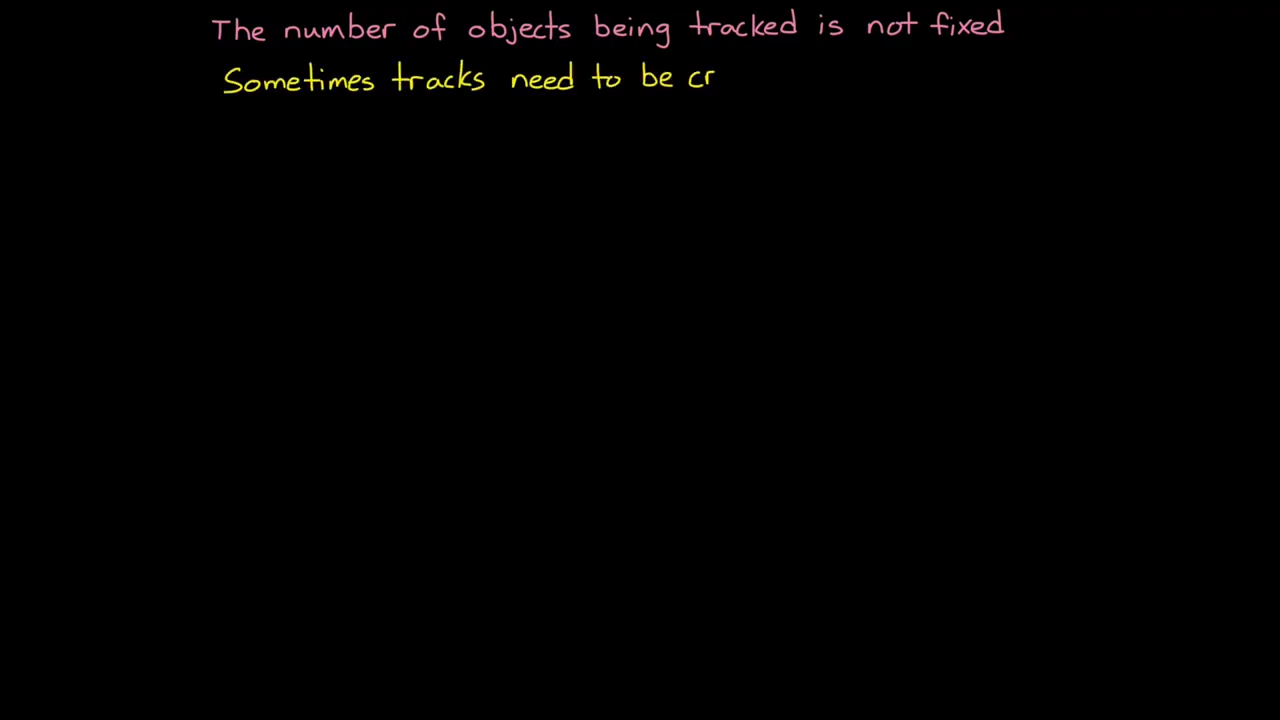 The number of objects being tracked is not fixed
Sometimes tracks need to be cr